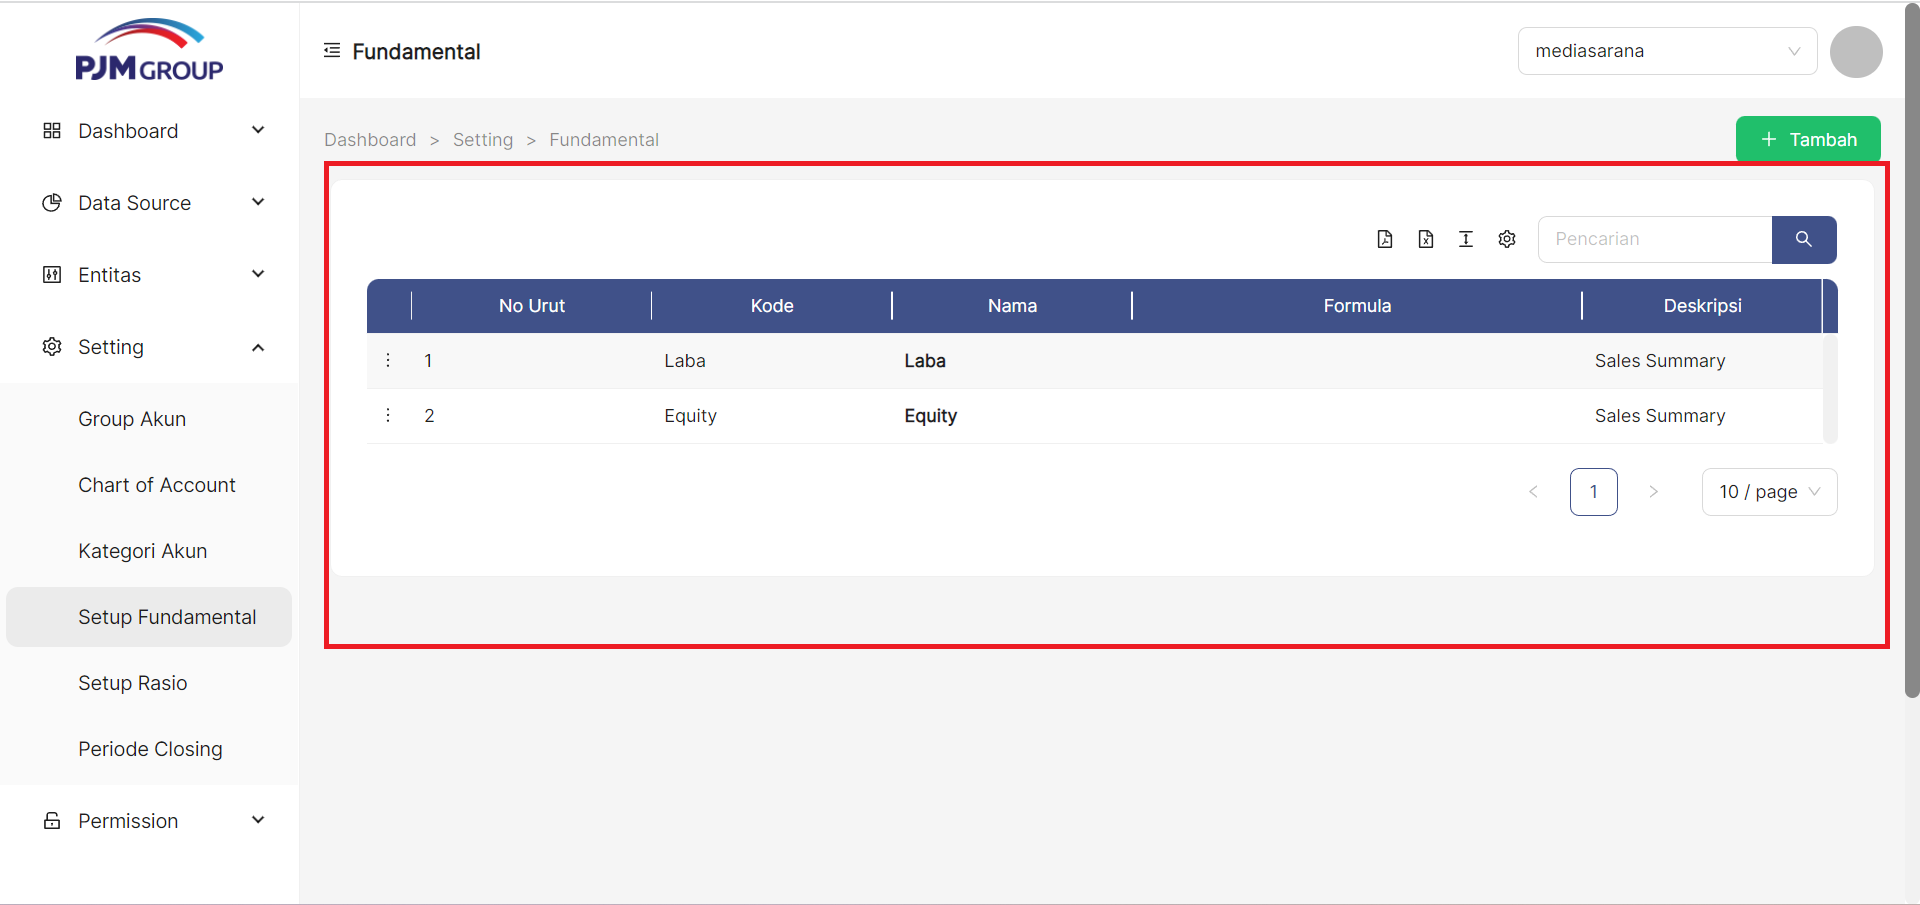 PJM GROUP
Fundamental
mediasarana
Dashboard
Data Source
Entitas
Setting
Group Akun
Chart of Account
Kategori Akun
Setup Fundamental
Setup Rasio
Periode Closing
Permission
Dashboard > Setting > Fundamental
+ Tambah
Pencarian
No Urut Kode Nama Formula Deskripsi
1 Laba Laba Sales Summary
2 Equity Equity Sales Summary
< 1 > 10 / page